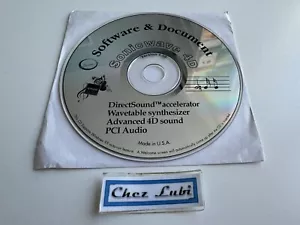 Software & Document
Sonicwave 4D
DirectSound™ accelerator
Wavetable synthesizer
Advanced 4D sound
PCI Audio
Made in U.S.A.
Chez Lubi